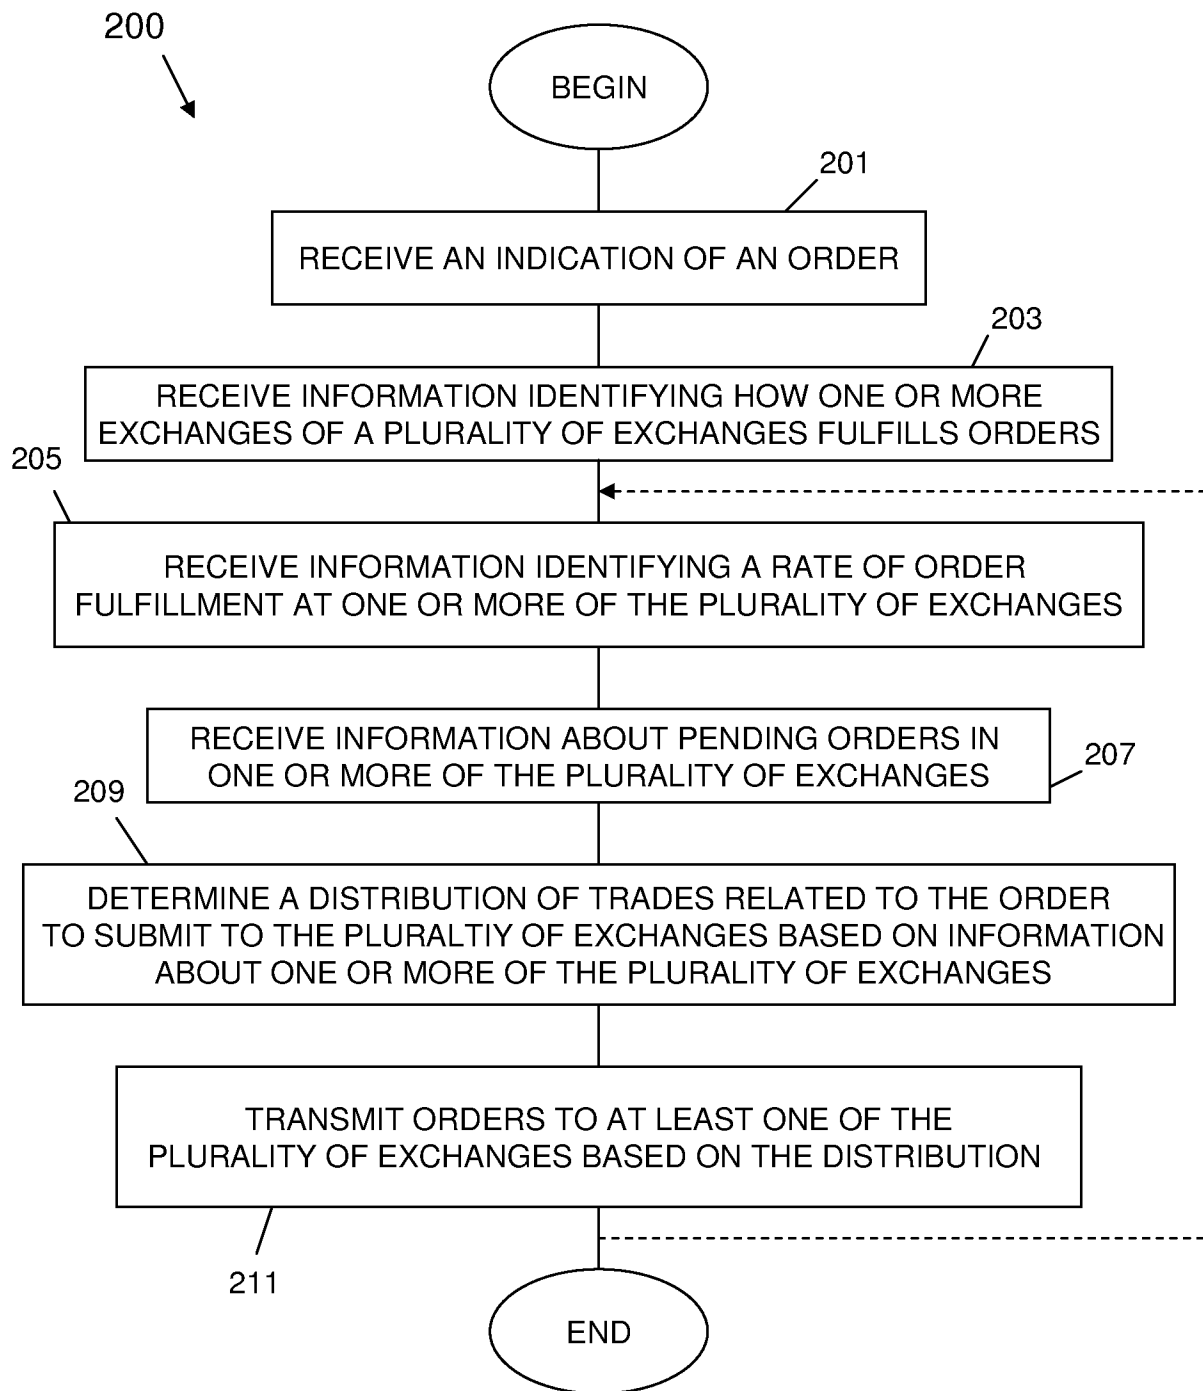 200
BEGIN
201
RECEIVE AN INDICATION OF AN ORDER
203
RECEIVE INFORMATION IDENTIFYING HOW ONE OR MORE
EXCHANGES OF A PLURALITY OF EXCHANGES FULFILLS ORDERS
205
RECEIVE INFORMATION IDENTIFYING A RATE OF ORDER
FULFILLMENT AT ONE OR MORE OF THE PLURALITY OF EXCHANGES
RECEIVE INFORMATION ABOUT PENDING ORDERS IN
ONE OR MORE OF THE PLURALITY OF EXCHANGES
207
209
DETERMINE A DISTRIBUTION OF TRADES RELATED TO THE ORDER
TO SUBMIT TO THE PLURALTIY OF EXCHANGES BASED ON INFORMATION
ABOUT ONE OR MORE OF THE PLURALITY OF EXCHANGES
TRANSMIT ORDERS TO AT LEAST ONE OF THE
PLURALITY OF EXCHANGES BASED ON THE DISTRIBUTION
211
END